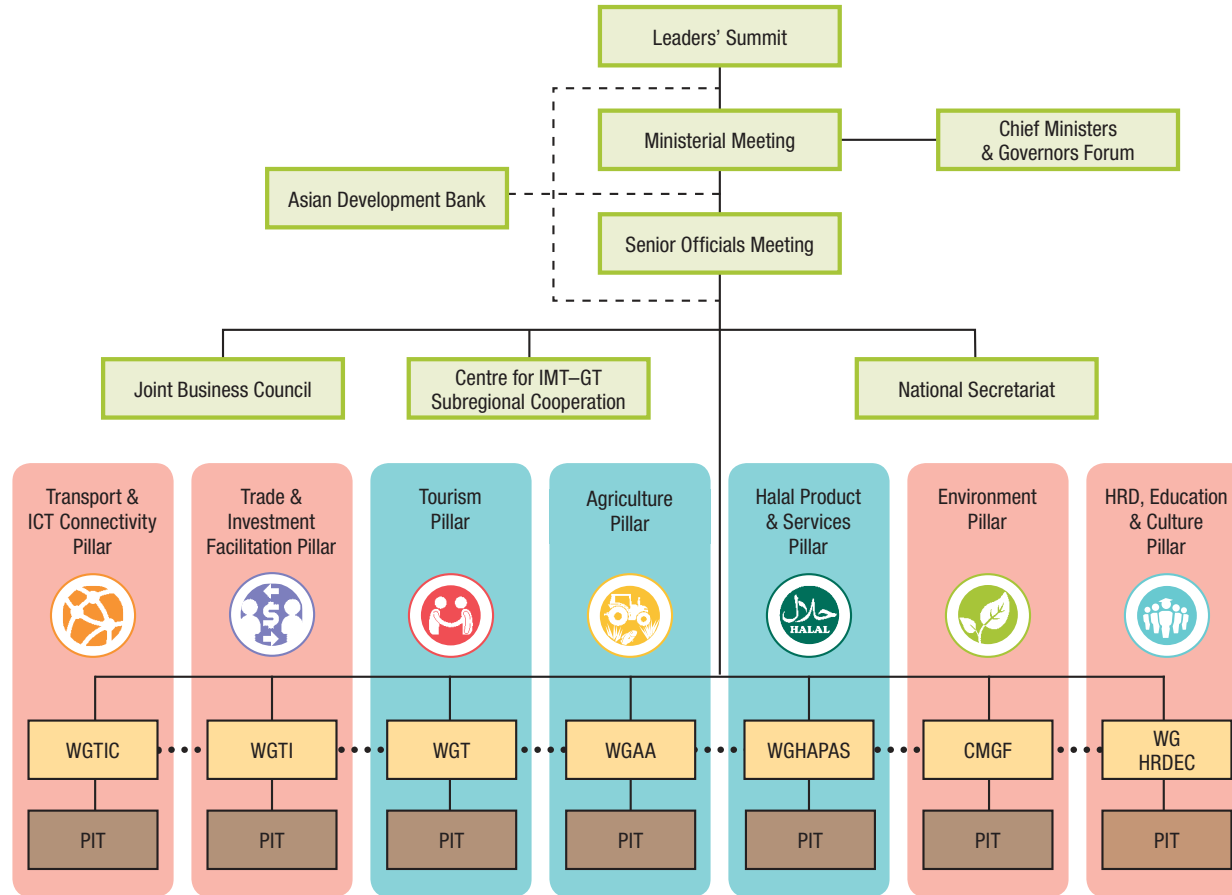 Leaders’ Summit
Ministerial Meeting
Chief Ministers
& Governors Forum
Asian Development Bank
Senior Officials Meeting
Joint Business Council
Centre for IMT–GT
Subregional Cooperation
National Secretariat
Transport &
ICT Connectivity
Pillar
Trade &
Investment
Facilitation Pillar
Tourism
Pillar
Agriculture
Pillar
Halal Product
& Services
Pillar
Environment
Pillar
HRD, Education
& Culture
Pillar
$
حلال
HALAL
WGTIC
WGTI
WGT
WGAA
WGHAPAS
CMGF
WG
HRDEC
PIT
PIT
PIT
PIT
PIT
PIT
PIT